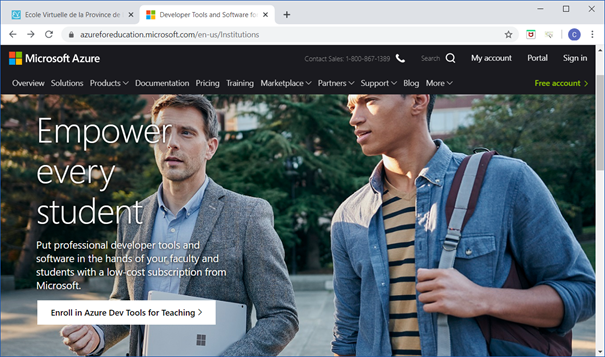 Ecole Virtuelle de la Province de
Developer Tools and Software for
azureforeducation.microsoft.com/en-us/Institutions
C
Microsoft Azure
Contact Sales: 1-800-867-1389
Search
My account
Portal
Sign in
Overview Solutions Products Documentation Pricing Training Marketplace Partners Support Blog More Free account
Empower
every
student
Put professional developer tools and
software in the hands of your faculty and
students with a low-cost subscription from
Microsoft.
Enroll in Azure Dev Tools for Teaching